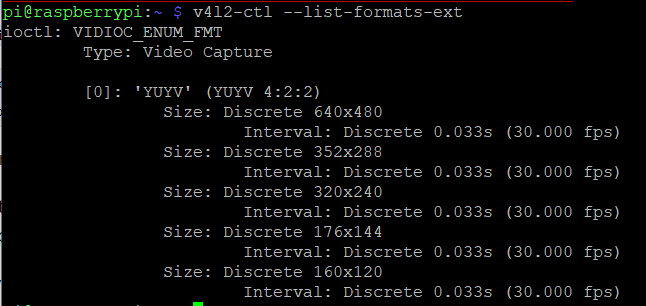 pi@raspberrypi:~ $ v4l2-ctl --list-formats-ext
ioctl: VIDIOC_ENUM_FMT
Type: Video Capture
[0]: 'YUYV' (YUYV 4:2:2)
Size: Discrete 640x480
Interval: Discrete 0.033s (30.000 fps)
Size: Discrete 352x288
Interval: Discrete 0.033s (30.000 fps)
Size: Discrete 320x240
Interval: Discrete 0.033s (30.000 fps)
Size: Discrete 176x144
Interval: Discrete 0.033s (30.000 fps)
Size: Discrete 160x120
Interval: Discrete 0.033s (30.000 fps)